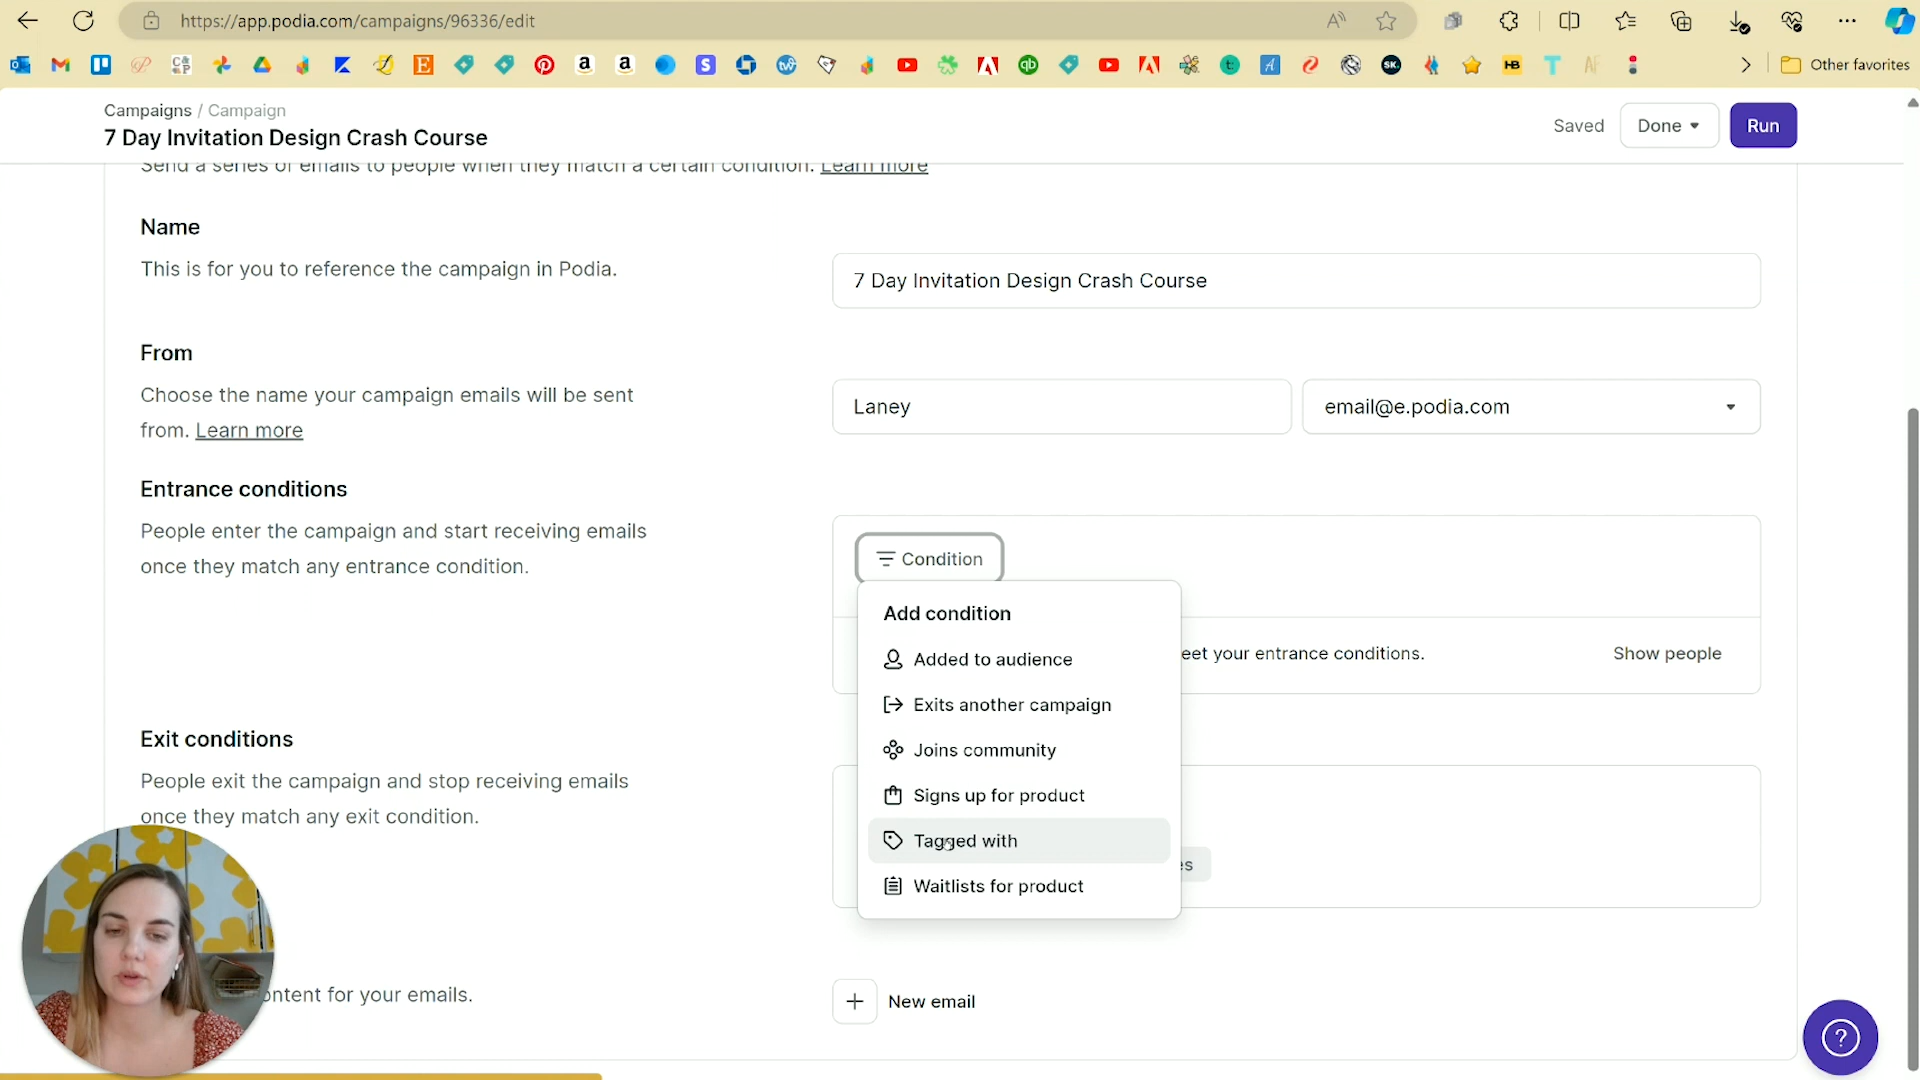 https://app.podia.com/campaigns/96336/edit
Other favorites
Campaigns / Campaign
7 Day Invitation Design Crash Course
Saved
Done
Run
Send a series of emails to people when they match a certain condition. Learn more
Name
This is for you to reference the campaign in Podia.
7 Day Invitation Design Crash Course
From
Choose the name your campaign emails will be sent
from. Learn more
Laney
email@e.podia.com
Entrance conditions
People enter the campaign and start receiving emails
once they match any entrance condition.
Condition
Add condition
Added to audience
Exits another campaign
Joins community
Signs up for product
Tagged with
Waitlists for product
eet your entrance conditions.
Show people
Exit conditions
People exit the campaign and stop receiving emails
once they match any exit condition.
es
ontent for your emails.
New email